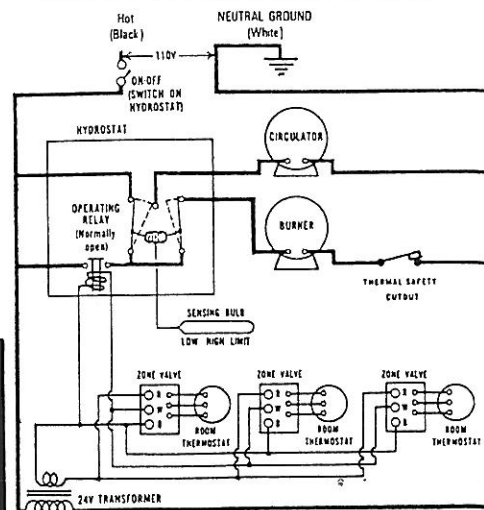 Hot
(Black)
NEUTRAL GROUND
(White)
110V
ON-OFF
(SWITCH ON
HYDROSTAT)
HYDROSTAT
CIRCULATOR
OPERATING
RELAY
(Normally
open)
BURNER
THERMAL SAFETY
CUTOUT
SENSING BULB
LOW HIGH LIMIT
ZONE VALVE
R
W
B
ROOM
THERMOSTAT
ZONE VALVE
R
W
B
ROOM
THERMOSTAT
ZONE VALVE
R
W
B
ROOM
THERMOSTAT
24V TRANSFORMER